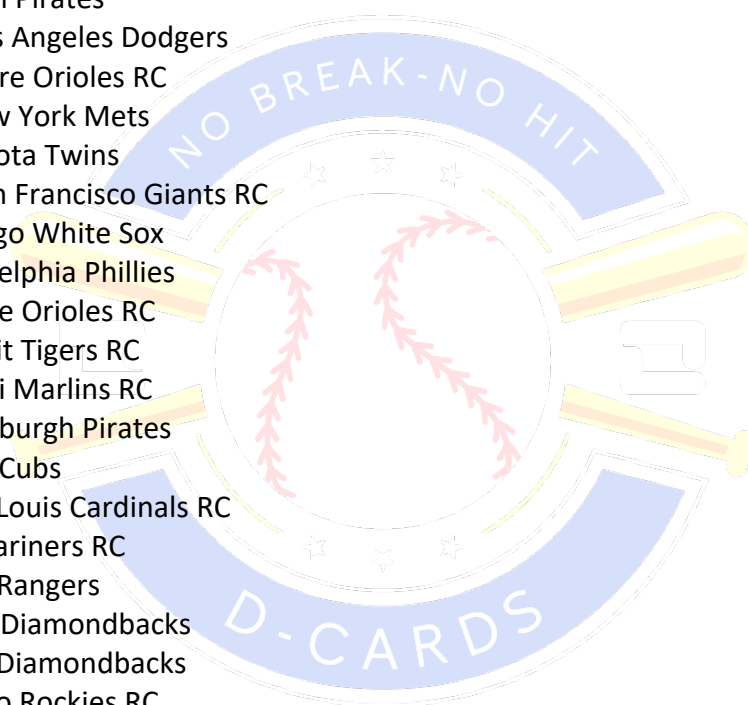 Pirates
s Angeles Dodgers
re Orioles RC
w York Mets
ota Twins
n Francisco Giants RC
go White Sox
elphia Phillies
e Orioles RC
it Tigers RC
i Marlins RC
burgh Pirates
Cubs
Louis Cardinals RC
ariners RC
Rangers
Diamondbacks
Diamondbacks
o Rockies RC
NO BREAK-NO HIT
D-CARDS